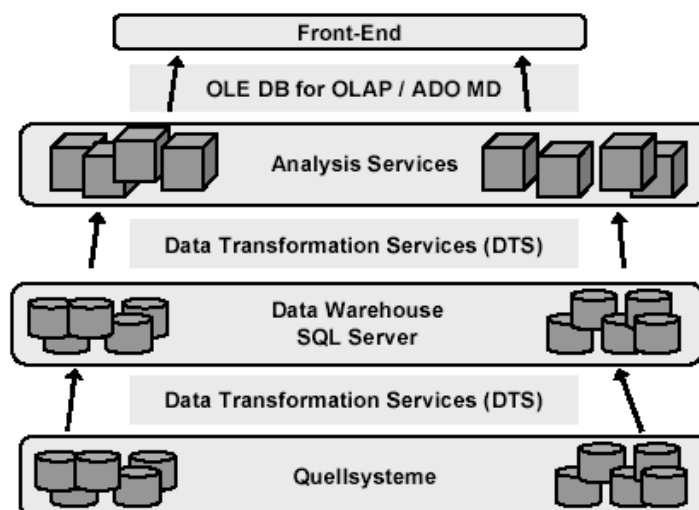 Front-End
OLE DB for OLAP / ADO MD
Analysis Services
Data Transformation Services (DTS)
Data Warehouse
SQL Server
Data Transformation Services (DTS)
Quellsysteme